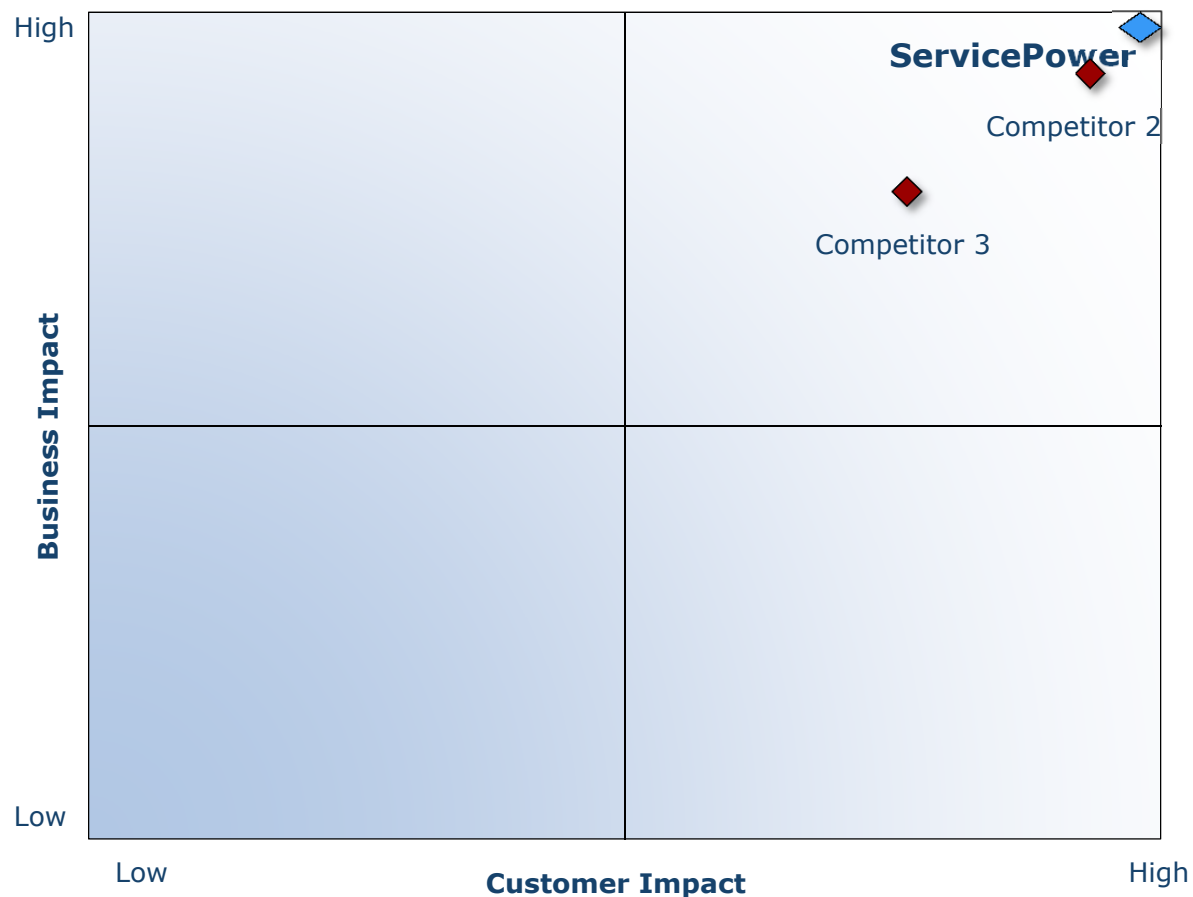 High
ServicePower
Competitor 2
Competitor 3
Business Impact
Low
Low
Customer Impact
High